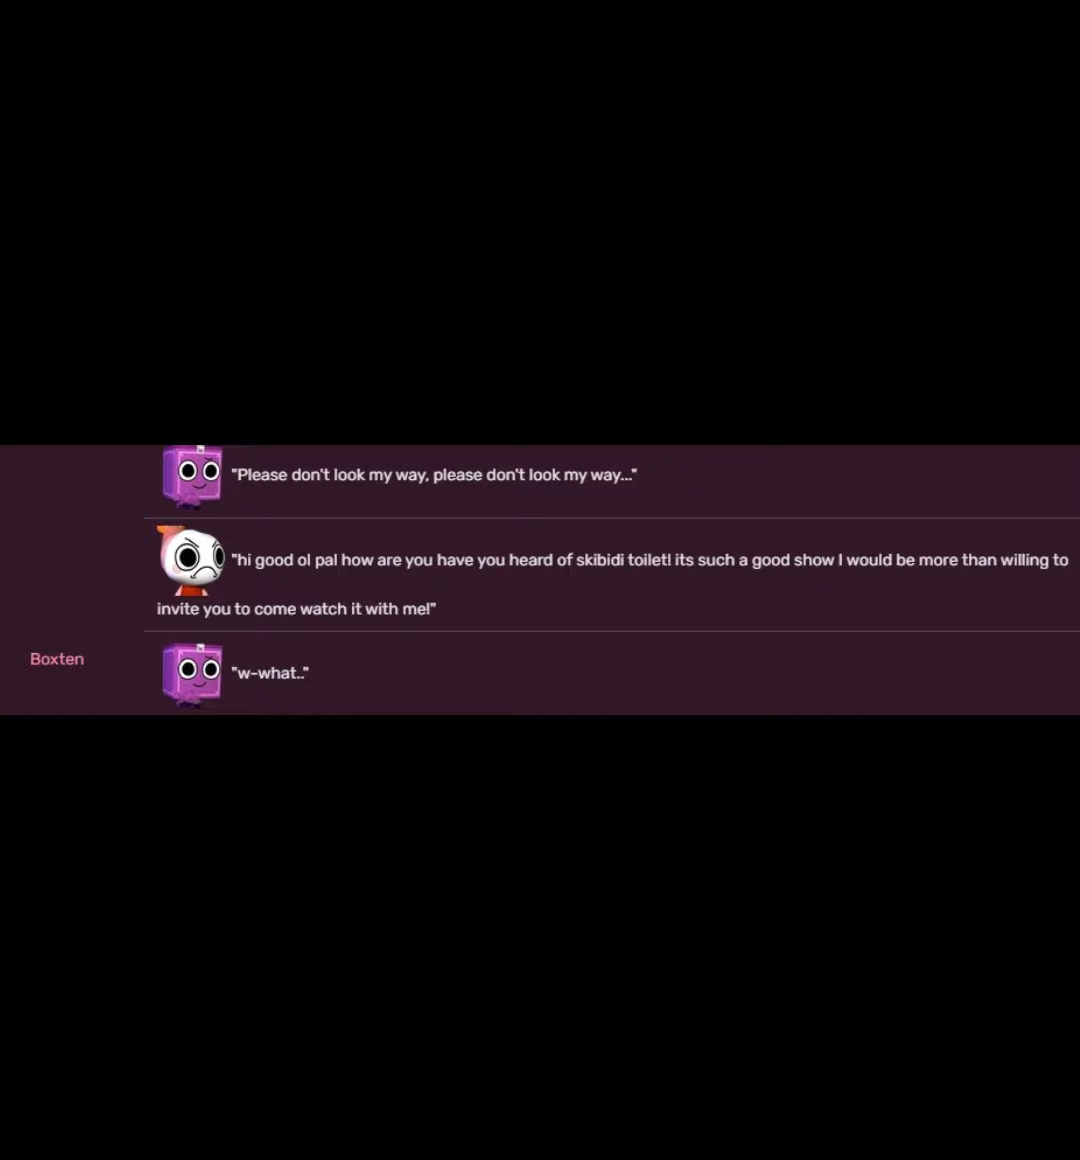 "Please don't look my way, please don't look my way..."
"hi good ol pal how are you have you heard of skibidi toilet! its such a good show I would be more than willing to
invite you to come watch it with me!"
Boxten
"w-what.."